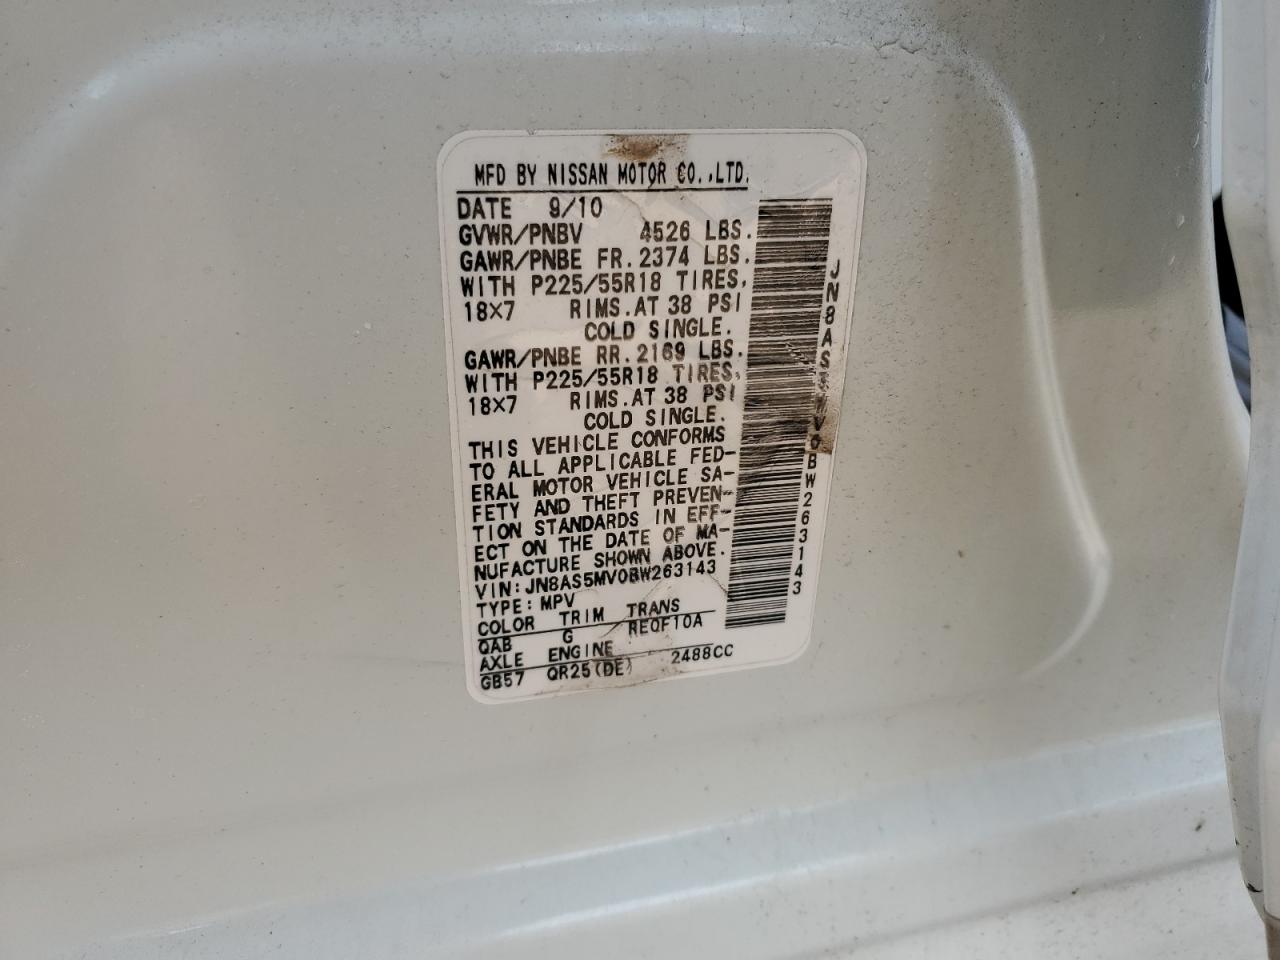 MFD BY NISSAN MOTOR CO.,LTD.
DATE 9/10
GVWR/PNBV 4526 LBS.
GAWR/PNBE FR. 2374 LBS.
WITH P225/55R18 TIRES,
18×7 RIMS.AT 38 PSI
COLD SINGLE.
GAWR/PNBE RR. 2169 LBS.
WITH P225/55R18 TIRES,
18×7 RIMS.AT 38 PSI
COLD SINGLE.
THIS VEHICLE CONFORMS
TO ALL APPLICABLE FED-
ERAL MOTOR VEHICLE SA-
FETY AND THEFT PREVEN-
TION STANDARDS IN EFF-
ECT ON THE DATE OF MA-
NUFACTURE SHOWN ABOVE.
VIN:JN8AS5MV0BW263143
TYPE:MPV
COLOR TRIM TRANS
QAB G RE0F10A
AXLE ENGINE
GB57 QR25(DE) 2488CC
JN8AS5MV0BW263143